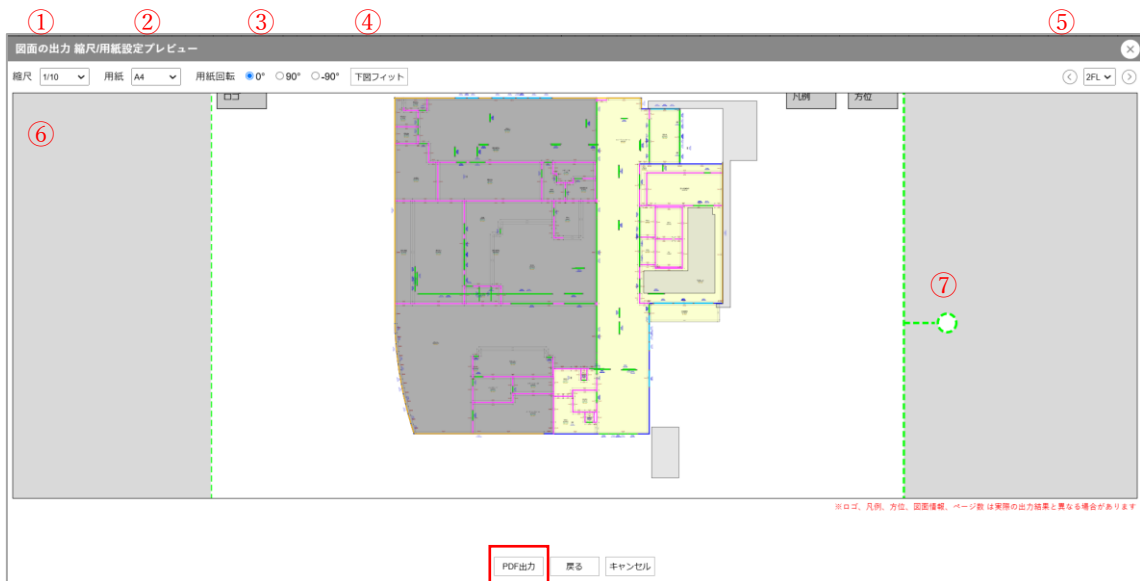 ① ② ③ ④ ⑤
図面の出力 縮尺/用紙設定プレビュー
縮尺 1/10 用紙 A4 用紙回転 0° 90° -90° 下図フィット 2FL
ロゴ 凡例 方位
⑥
⑦
※ロゴ、凡例、方位、図面情報、ページ数 は実際の出力結果と異なる場合があります
PDF出力 戻る キャンセル